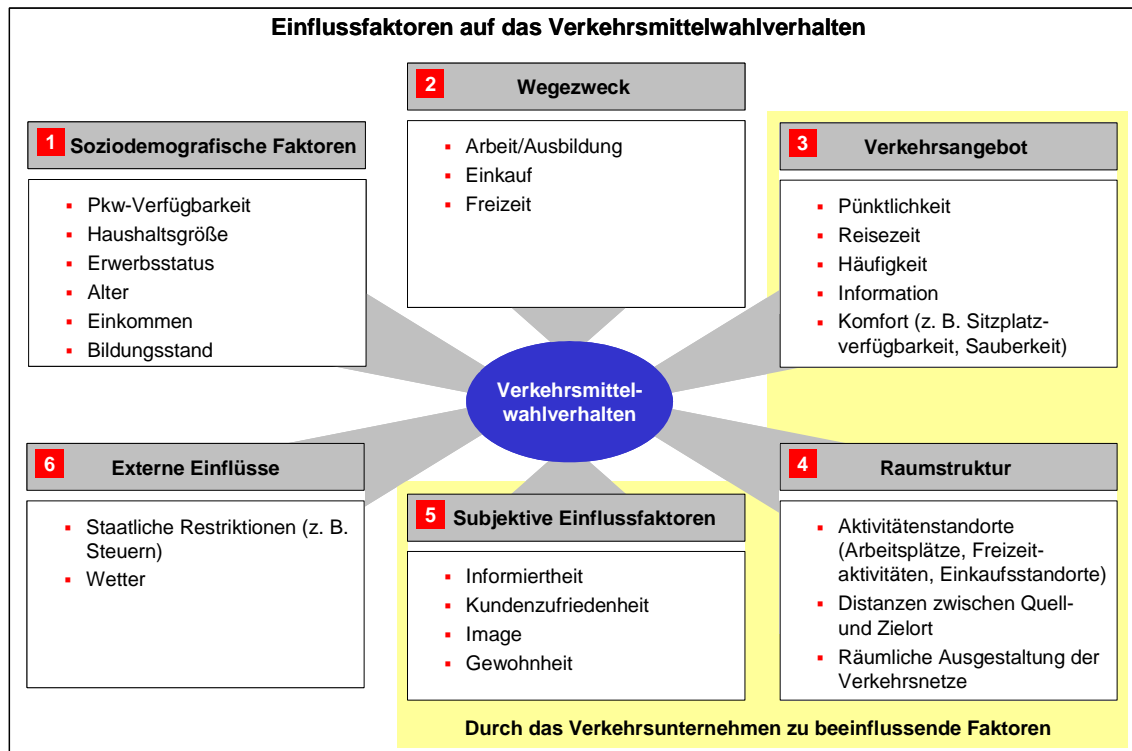 Einflussfaktoren auf das Verkehrsmittelwahlverhalten
1 Soziodemografische Faktoren
▪ Pkw-Verfügbarkeit
▪ Haushaltsgröße
▪ Erwerbsstatus
▪ Alter
▪ Einkommen
▪ Bildungsstand
2 Wegezweck
▪ Arbeit/Ausbildung
▪ Einkauf
▪ Freizeit
3 Verkehrsangebot
▪ Pünktlichkeit
▪ Reisezeit
▪ Häufigkeit
▪ Information
▪ Komfort (z. B. Sitzplatz-
verfügbarkeit, Sauberkeit)
Verkehrsmittel-
wahlverhalten
4 Raumstruktur
▪ Aktivitätenstandorte
(Arbeitsplätze, Freizeit-
aktivitäten, Einkaufsstandorte)
▪ Distanzen zwischen Quell-
und Zielort
▪ Räumliche Ausgestaltung der
Verkehrsnetze
5 Subjektive Einflussfaktoren
▪ Informiertheit
▪ Kundenzufriedenheit
▪ Image
▪ Gewohnheit
6 Externe Einflüsse
▪ Staatliche Restriktionen (z. B.
Steuern)
▪ Wetter
Durch das Verkehrsunternehmen zu beeinflussende Faktoren